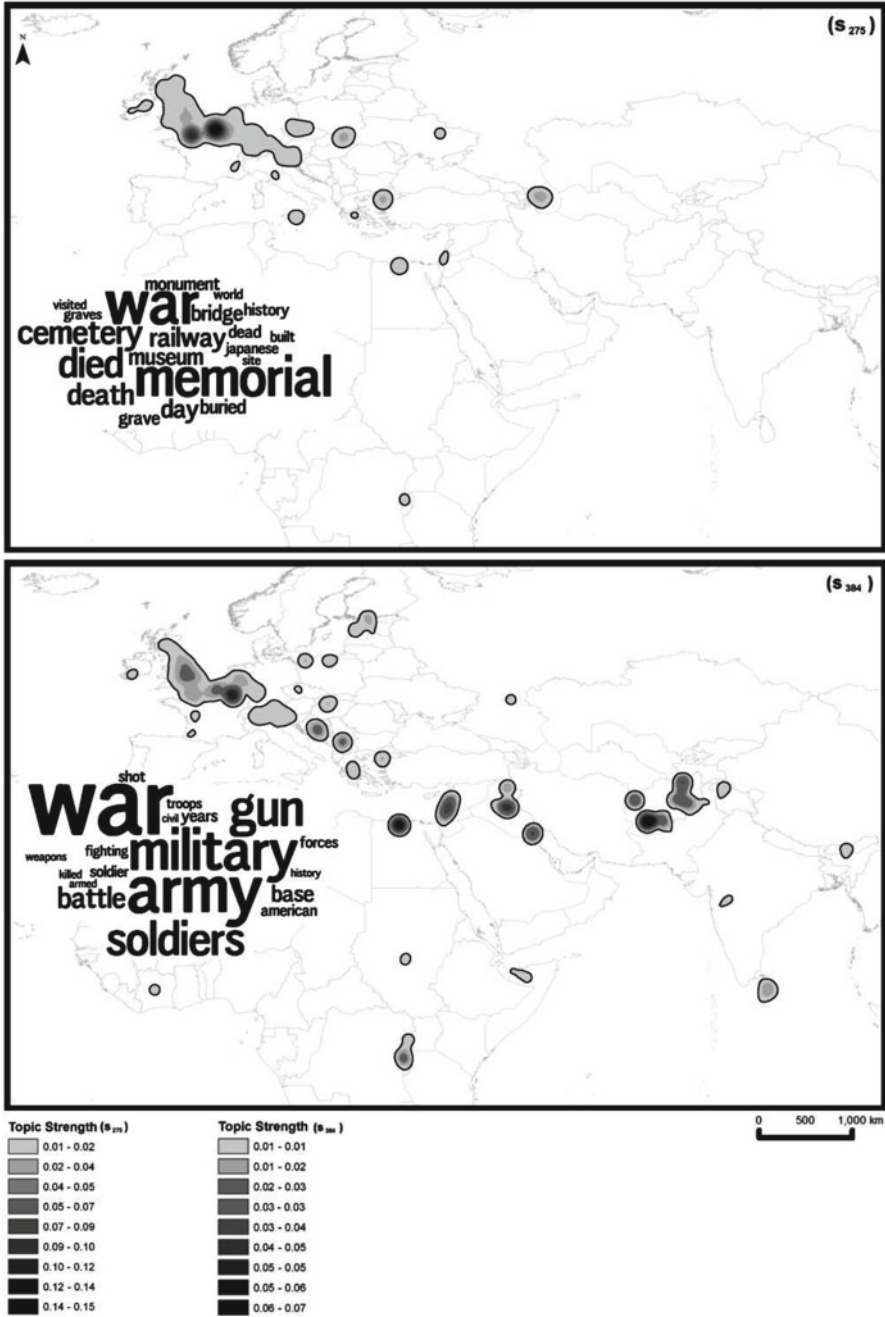 N
(s 275)
monument
visited world
graves war bridge history
cemetery railway dead built
japanese
died museum site
memorial
death
grave day buried
(s 384)
shot
war troops gun
civil years
weapons fighting military forces
killed soldier history
armed
battle army base
american
soldiers
0 500 1,000 km
Topic Strength (s 275) Topic Strength (s 384)
0.01 - 0.02 0.01 - 0.01
0.02 - 0.04 0.01 - 0.02
0.04 - 0.05 0.02 - 0.03
0.05 - 0.07 0.03 - 0.03
0.07 - 0.09 0.03 - 0.04
0.09 - 0.10 0.04 - 0.05
0.10 - 0.12 0.05 - 0.05
0.12 - 0.14 0.05 - 0.06
0.14 - 0.15 0.06 - 0.07